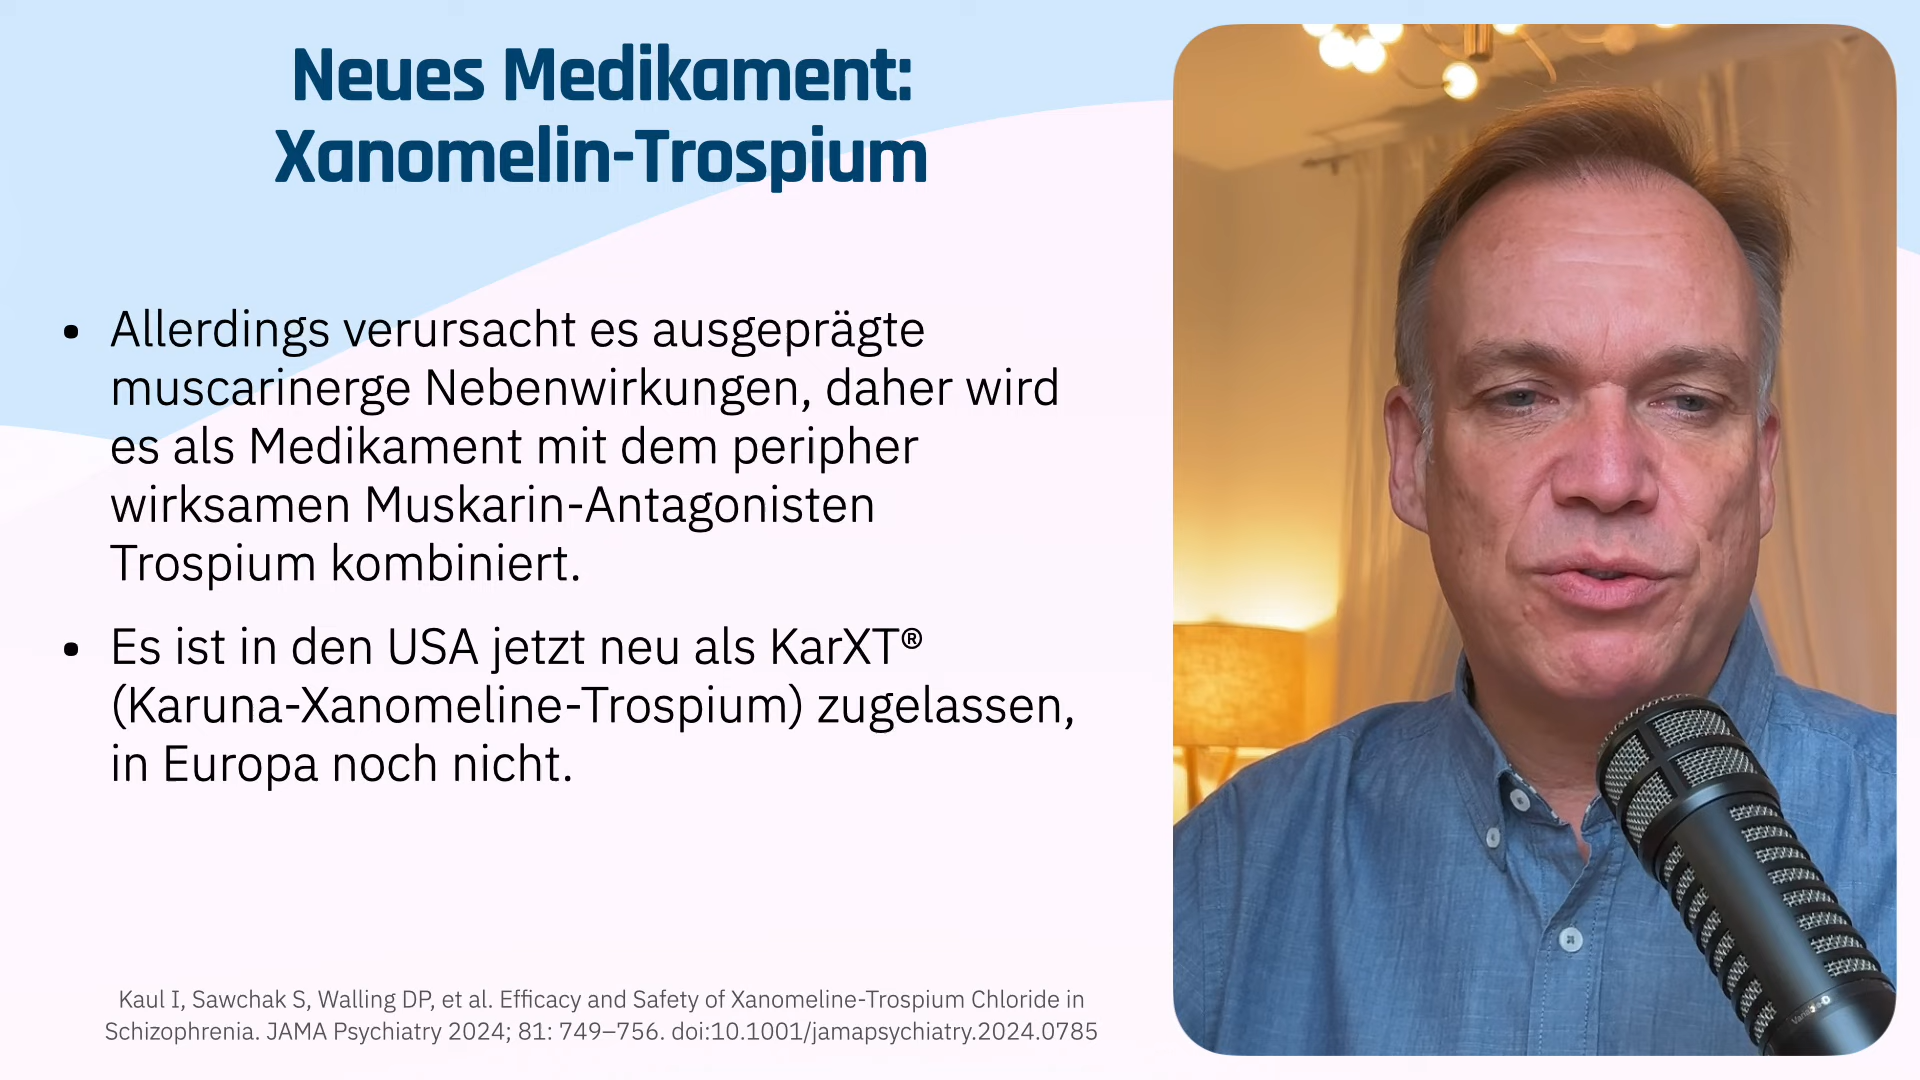 Neues Medikament:
Xanomelin-Trospium
• Allerdings verursacht es ausgeprägte
muscarinerge Nebenwirkungen, daher wird
es als Medikament mit dem peripher
wirksamen Muskarin-Antagonisten
Trospium kombiniert.
• Es ist in den USA jetzt neu als KarXT®
(Karuna-Xanomeline-Trospium) zugelassen,
in Europa noch nicht.
Kaul I, Sawchak S, Walling DP, et al. Efficacy and Safety of Xanomeline-Trospium Chloride in
Schizophrenia. JAMA Psychiatry 2024; 81: 749–756. doi:10.1001/jamapsychiatry.2024.0785